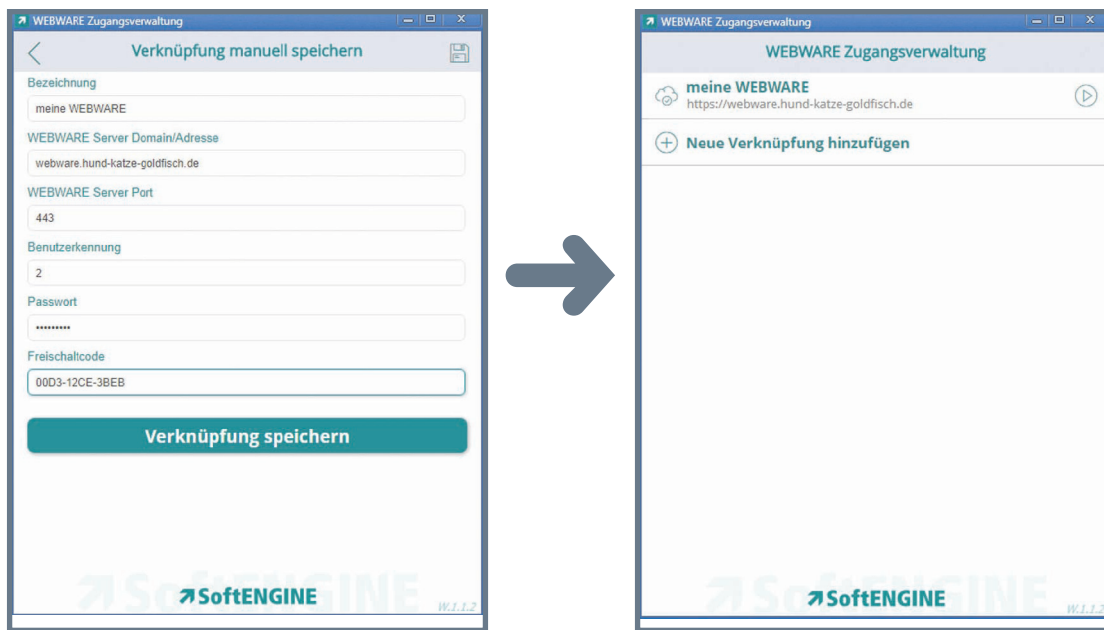 WEBWARE Zugangsverwaltung
Verknüpfung manuell speichern
Bezeichnung
meine WEBWARE
WEBWARE Server Domain/Adresse
webware.hund-katze-goldfisch.de
WEBWARE Server Port
443
Benutzerkennung
2
Passwort
•••••••••
Freischaltcode
00D3-12CE-3BEB
Verknüpfung speichern
SoftENGINE
SoftENGINE
W.1.1.2
WEBWARE Zugangsverwaltung
WEBWARE Zugangsverwaltung
meine WEBWARE
https://webware.hund-katze-goldfisch.de
Neue Verknüpfung hinzufügen
SoftENGINE
SoftENGINE
W.1.1.2